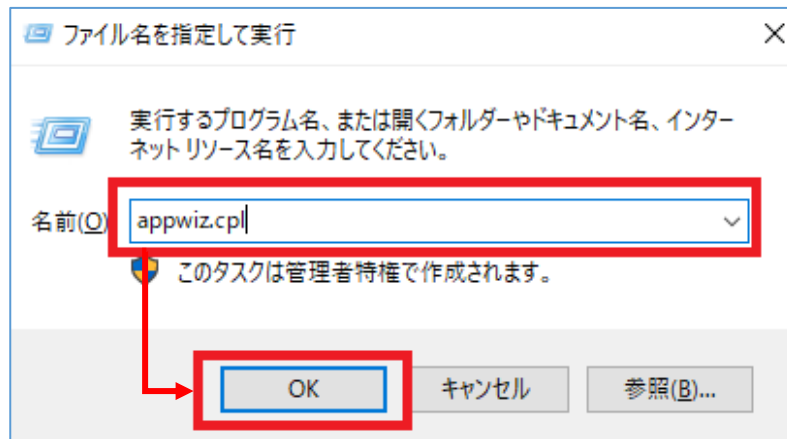 ファイル名を指定して実行
実行するプログラム名、または開くフォルダーやドキュメント名、インター
ネット リソース名を入力してください。
名前(O)
appwiz.cpl
このタスクは管理者特権で作成されます。
OK
キャンセル
参照(B)...